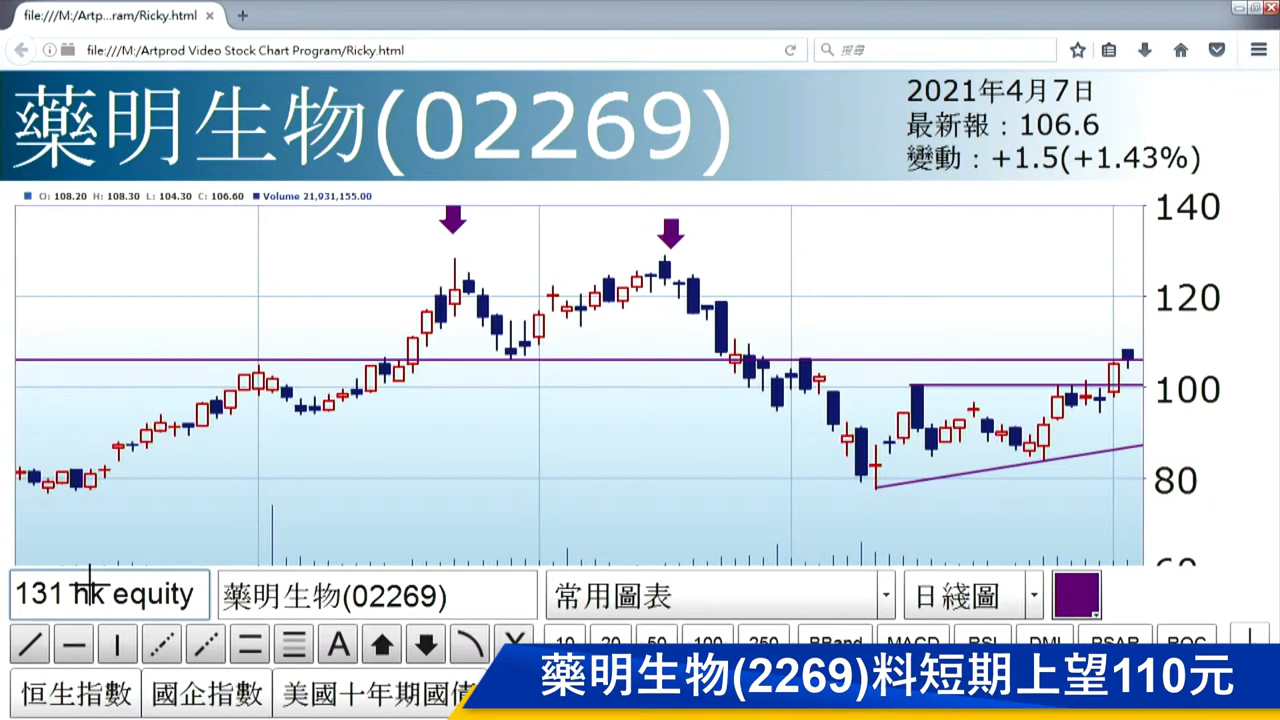 file:///M:/Artp...ram/Ricky.html
file:///M:/Artprod Video Stock Chart Program/Ricky.html
搜尋
藥明生物(02269)
2021年4月7日
最新報：106.6
變動：+1.5(+1.43%)
O: 108.20 H: 108.30 L: 104.30 C: 106.60 Volume 21,931,155.00
140
120
100
80
60
131 hk equity
藥明生物(02269)
常用圖表
日綫圖
A
10 20 50 100 250 BBand MACD RSI DMI PSAR ROC
恒生指數
國企指數
美國十年期國債
藥明生物(2269)料短期上望110元